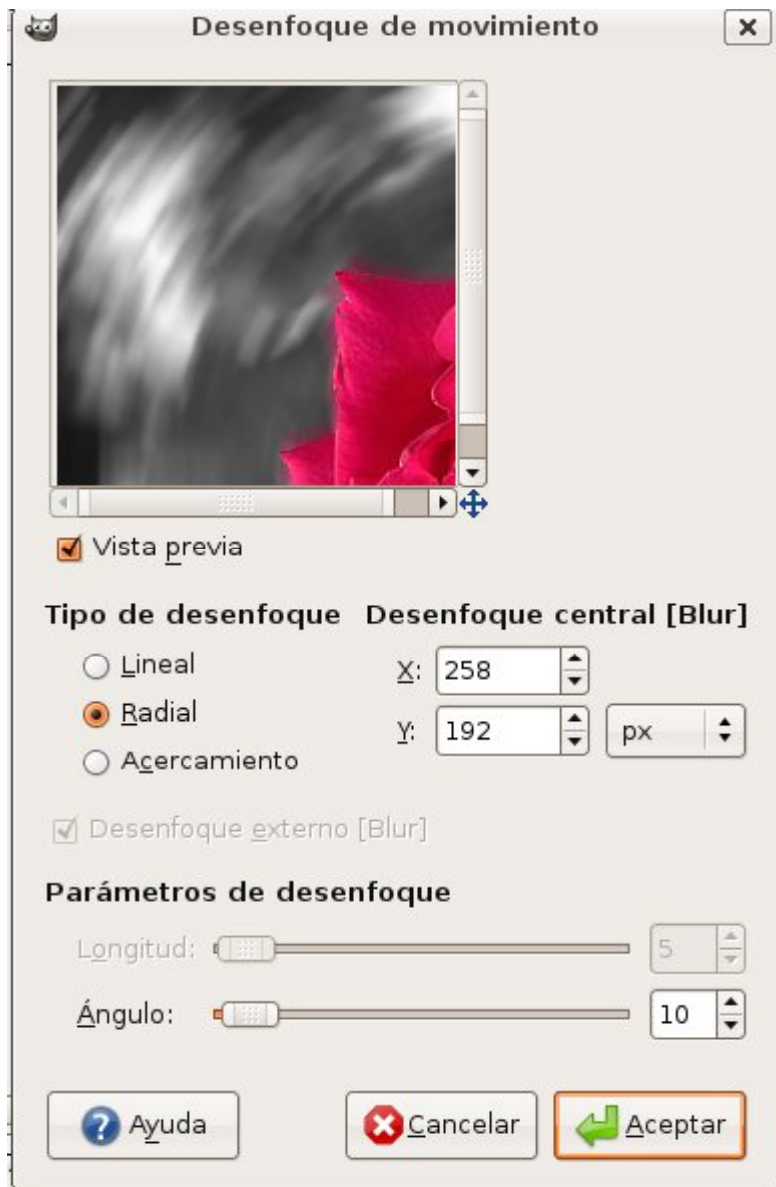 Desenfoque de movimiento
Vista previa
Tipo de desenfoque Desenfoque central [Blur]
Lineal X: 258
Radial Y: 192 px
Acercamiento
Desenfoque externo [Blur]
Parámetros de desenfoque
Longitud: 5
Ángulo: 10
Ayuda Cancelar Aceptar